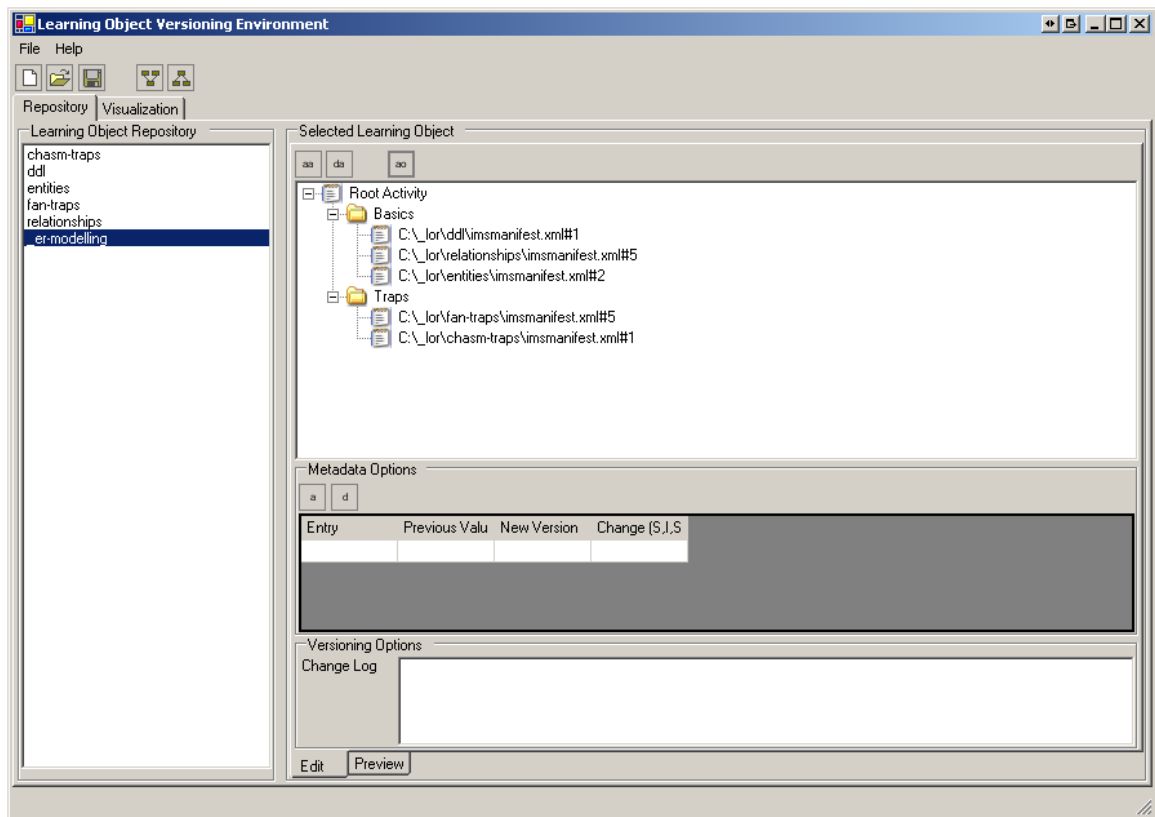 Learning Object Versioning Environment
File Help
Repository Visualization
Learning Object Repository
chasm-traps
ddl
entities
fan-traps
relationships
_er-modelling
Selected Learning Object
aa da ao
Root Activity
Basics
C:\_lor\ddl\imsmanifest.xml#1
C:\_lor\relationships\imsmanifest.xml#5
C:\_lor\entities\imsmanifest.xml#2
Traps
C:\_lor\fan-traps\imsmanifest.xml#5
C:\_lor\chasm-traps\imsmanifest.xml#1
Metadata Options
a d
Entry Previous Valu New Version Change (S,I,S
Versioning Options
Change Log
Edit Preview